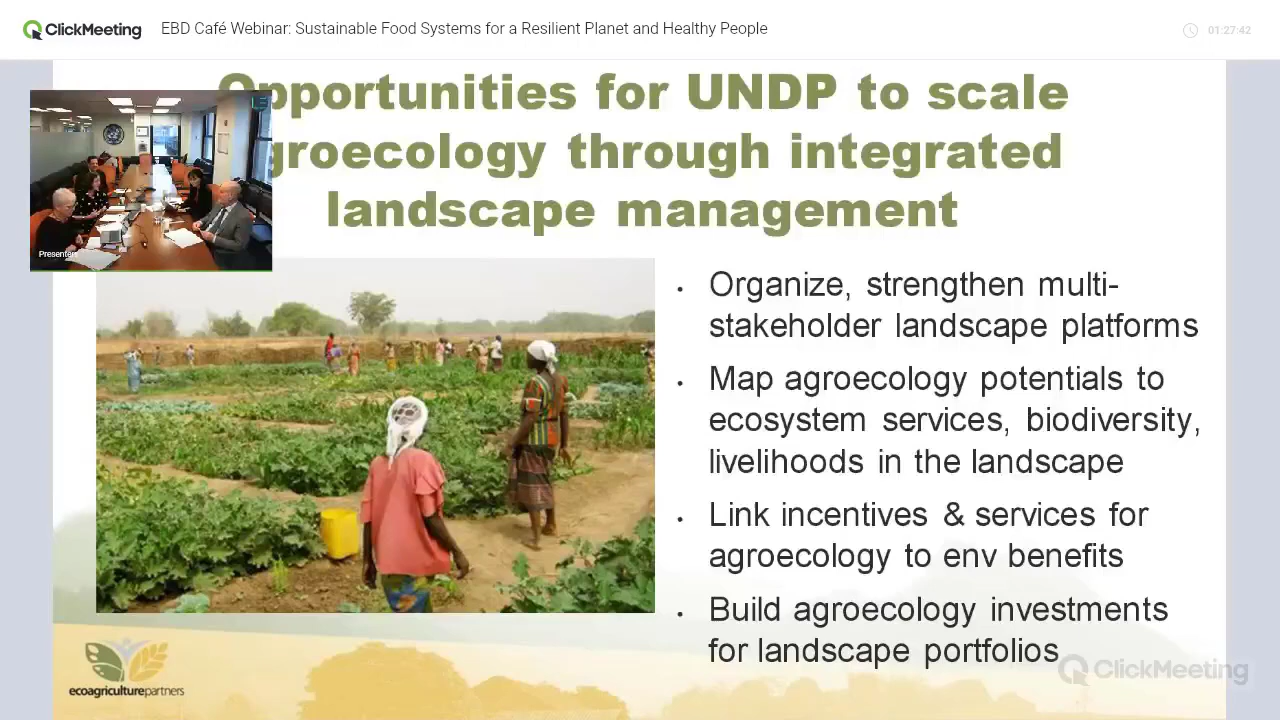 ClickMeeting
EBD Café Webinar: Sustainable Food Systems for a Resilient Planet and Healthy People
01:27:42
Opportunities for UNDP to scale
groecology through integrated
landscape management
Presenter
• Organize, strengthen multi-
stakeholder landscape platforms
• Map agroecology potentials to
ecosystem services, biodiversity,
livelihoods in the landscape
• Link incentives & services for
agroecology to env benefits
• Build agroecology investments
for landscape portfolios
ecoagriculturepartners
ClickMeeting